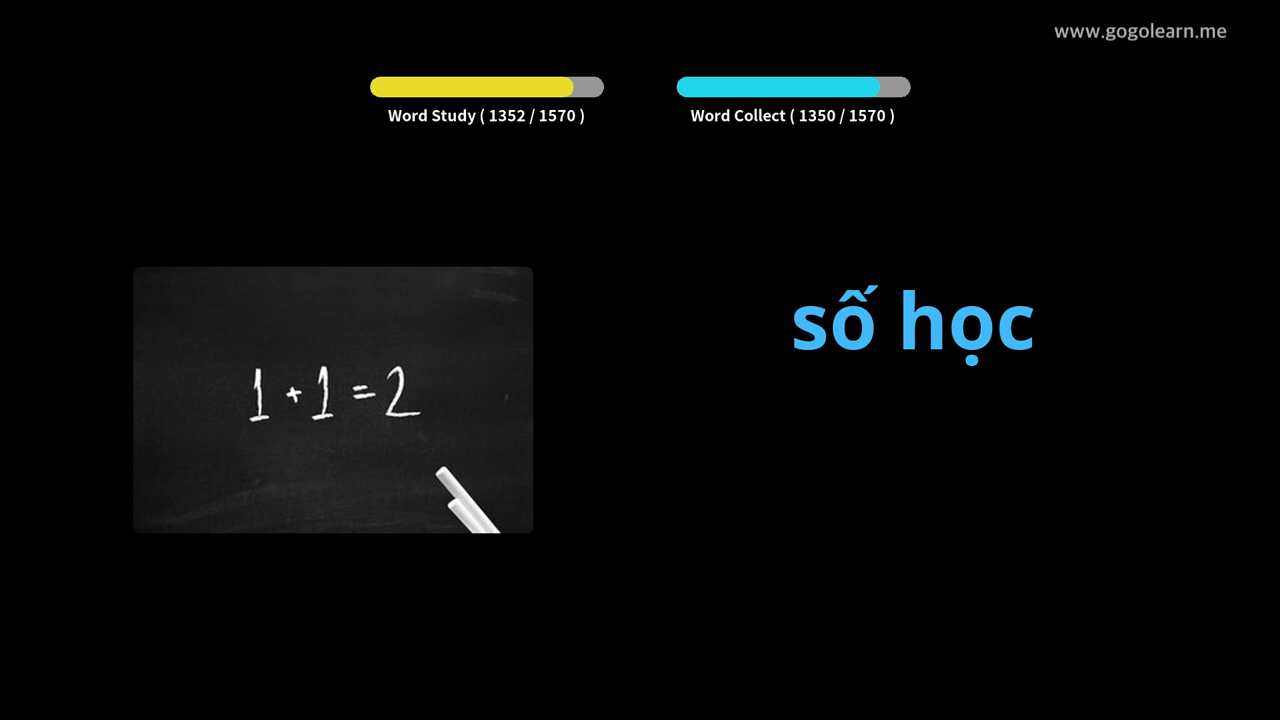 www.gogolearn.me
Word Study ( 1352 / 1570 )
Word Collect ( 1350 / 1570 )
số học
1 + 1 = 2